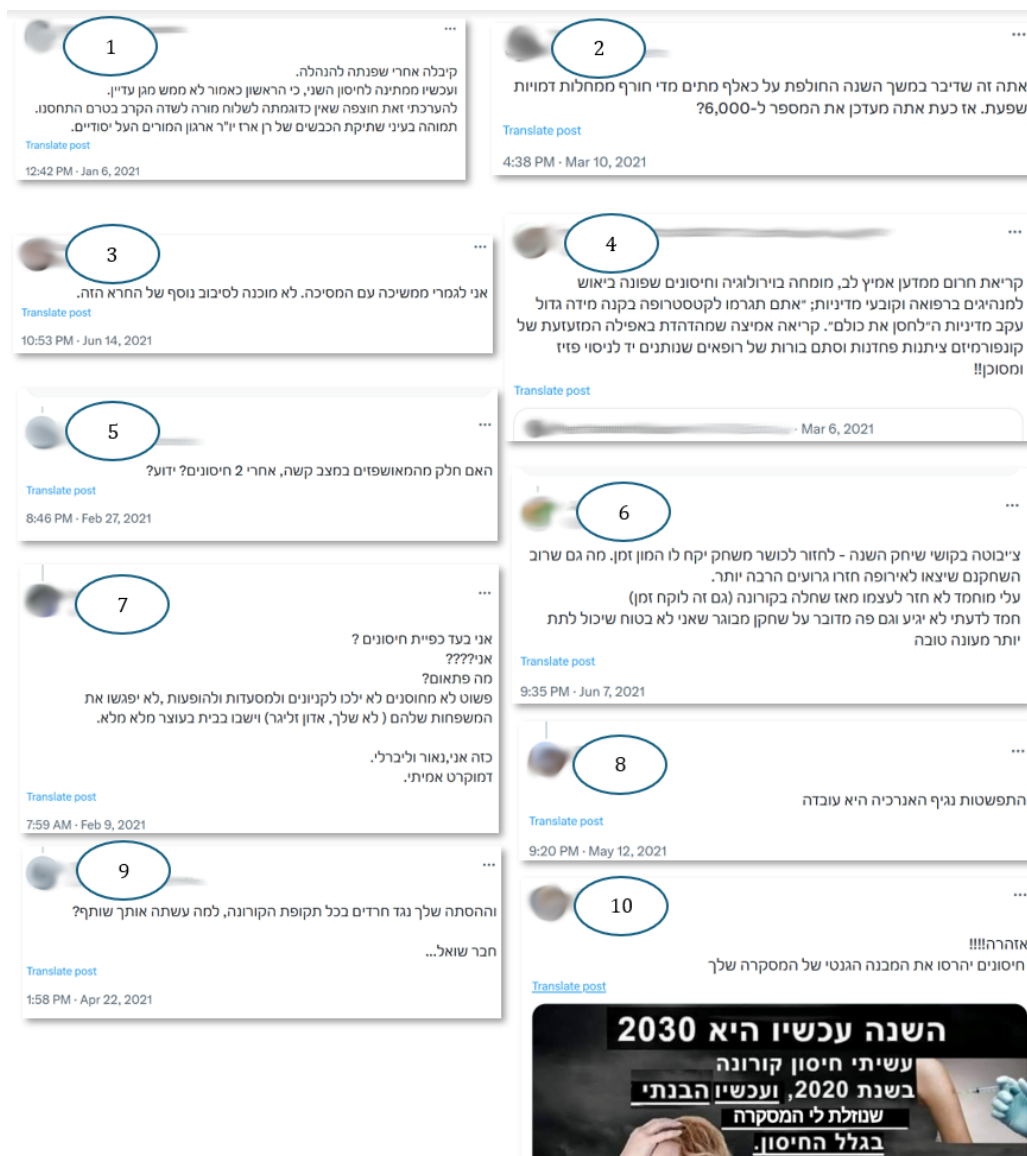 1
קיבלה אחרי שפנתה להנהלה.
ועכשיו ממתינה לחיסון השני, כי הראשון כאמור לא ממש מגן עדיין.
להערכתי זאת חוצפה שאין כדוגמתה לשלוח מורה לשדה הקרב בטרם התחסנו.
תמוהה בעיני שתיקת הכבשים של רן ארז יו"ר ארגון המורים העל יסודיים.
Translate post
12:42 PM · Jan 6, 2021
2
אתה זה שדיבר במשך השנה החולפת על כאלף מתים מדי חורף ממחלות דמויות
שפעת. אז כעת אתה מעדכן את המספר ל-6,000?
Translate post
4:38 PM · Mar 10, 2021
3
אני לגמרי ממשיכה עם המסיכה. לא מוכנה לסיבוב נוסף של החרא הזה.
Translate post
10:53 PM · Jun 14, 2021
4
קריאת חרום ממדען אמיץ לב, מומחה בוירולוגיה וחיסונים שפונה ביאוש
למנהיגים ברפואה וקובעי מדיניות; ״אתם תגרמו לקטסטרופה בקנה מידה גדול
עקב מדיניות ה״לחסן את כולם״. קריאה אמיצה שמהדהדת באפילה המזעזעת של
קונפורמיזם ציתנות פחדנות וסתם בורות של רופאים שנותנים יד לניסוי פזיז
ומסוכן!!
Translate post
· Mar 6, 2021
5
האם חלק מהמאושפזים במצב קשה, אחרי 2 חיסונים? ידוע?
Translate post
8:46 PM · Feb 27, 2021
6
צ'יבוטה בקושי שיחק השנה - לחזור לכושר משחק יקח לו המון זמן. מה גם שרוב
השחקנם שיצאו לאירופה חזרו גרועים הרבה יותר.
עלי מוחמד לא חזר לעצמו מאז שחלה בקורונה (גם זה לוקח זמן)
חמד לדעתי לא יגיע וגם פה מדובר על שחקן מבוגר שאני לא בטוח שיכול לתת
יותר מעונה טובה
Translate post
9:35 PM · Jun 7, 2021
7
אני בעד כפיית חיסונים ?
אני????
מה פתאום?
פשוט לא מחוסנים לא ילכו לקניונים ולמסעדות ולהופעות ,לא יפגשו את
המשפחות שלהם ( לא שלך, אדון זליגר) וישבו בבית בעוצר מלא מלא.
כזה אני,נאור וליברלי.
דמוקרט אמיתי.
Translate post
7:59 AM · Feb 9, 2021
8
התפשטות נגיף האנרכיה היא עובדה
Translate post
9:20 PM · May 12, 2021
9
וההסתה שלך נגד חרדים בכל תקופת הקורונה, למה עשתה אותך שותף?
חבר שואל...
Translate post
1:58 PM · Apr 22, 2021
10
אזהרה!!!!
חיסונים יהרסו את המבנה הגנטי של המסקרה שלך
Translate post
השנה עכשיו היא 2030
עשיתי חיסון קורונה
בשנת 2020, ועכשיו הבנתי
שנוזלת לי המסקרה
בגלל החיסון.